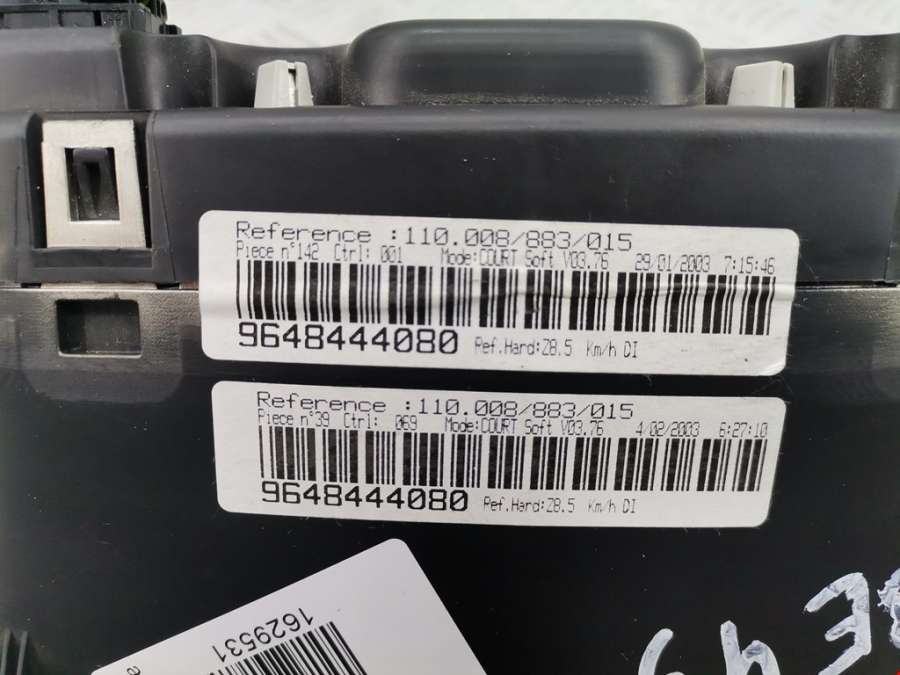 Reference :110.008/883/015
Piece n°142 Ctrl: 001 Mode:COURT Soft V03.76 29/01/2003 7:15:46
9648444080 Ref.Hard:Z8.5 Km/h DI
Reference :110.008/883/015
Piece n°39 Ctrl: 069 Mode:COURT Soft V03.76 4/02/2003 6:27:10
9648444080 Ref.Hard:Z8.5 Km/h DI
1629531